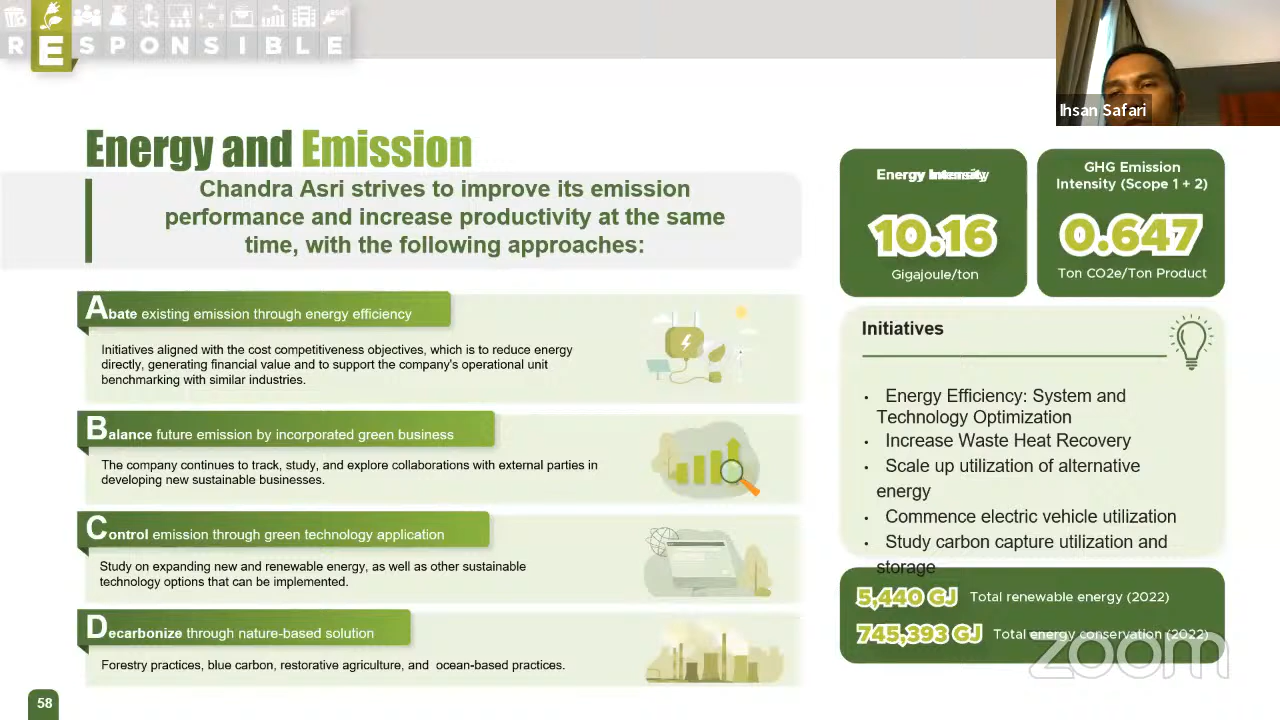 RESPONSIBLE
Ihsan Safari
Energy and Emission
Chandra Asri strives to improve its emission
performance and increase productivity at the same
time, with the following approaches:
Abate existing emission through energy efficiency
Initiatives aligned with the cost competitiveness objectives, which is to reduce energy
directly, generating financial value and to support the company's operational unit
benchmarking with similar industries.
Balance future emission by incorporated green business
The company continues to track, study, and explore collaborations with external parties in
developing new sustainable businesses.
Control emission through green technology application
Study on expanding new and renewable energy, as well as other sustainable
technology options that can be implemented.
Decarbonize through nature-based solution
Forestry practices, blue carbon, restorative agriculture, and ocean-based practices.
58
Energy Intensity
10.16
Gigajoule/ton
GHG Emission
Intensity (Scope 1 + 2)
0.647
Ton CO2e/Ton Product
Initiatives
• Energy Efficiency: System and
Technology Optimization
• Increase Waste Heat Recovery
• Scale up utilization of alternative
energy
• Commence electric vehicle utilization
• Study carbon capture utilization and
storage
5,440 GJ Total renewable energy (2022)
745,393 GJ Total energy conservation (2022)
zoom